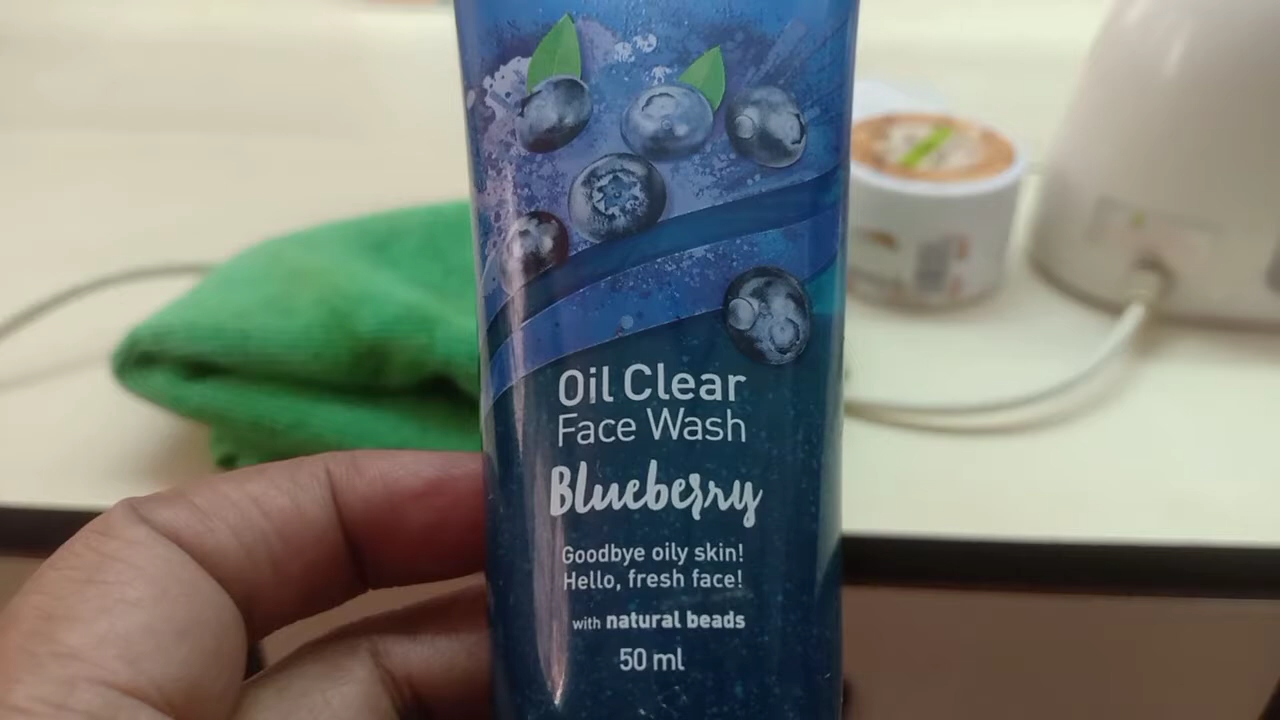 Oil Clear
Face Wash
Blueberry
Goodbye oily skin!
Hello, fresh face!
with natural beads
50 ml